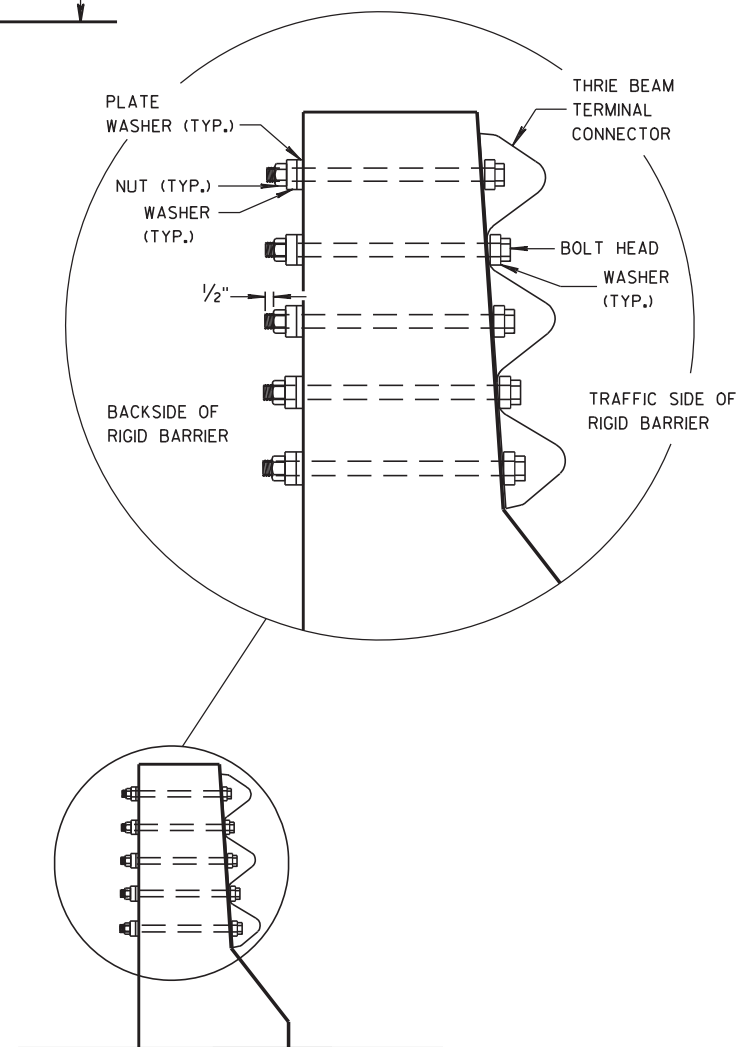 THRIE BEAM
TERMINAL
CONNECTOR
PLATE
WASHER (TYP.)
NUT (TYP.)
WASHER
(TYP.)
BOLT HEAD
WASHER
(TYP.)
1/2"
BACKSIDE OF
RIGID BARRIER
TRAFFIC SIDE OF
RIGID BARRIER